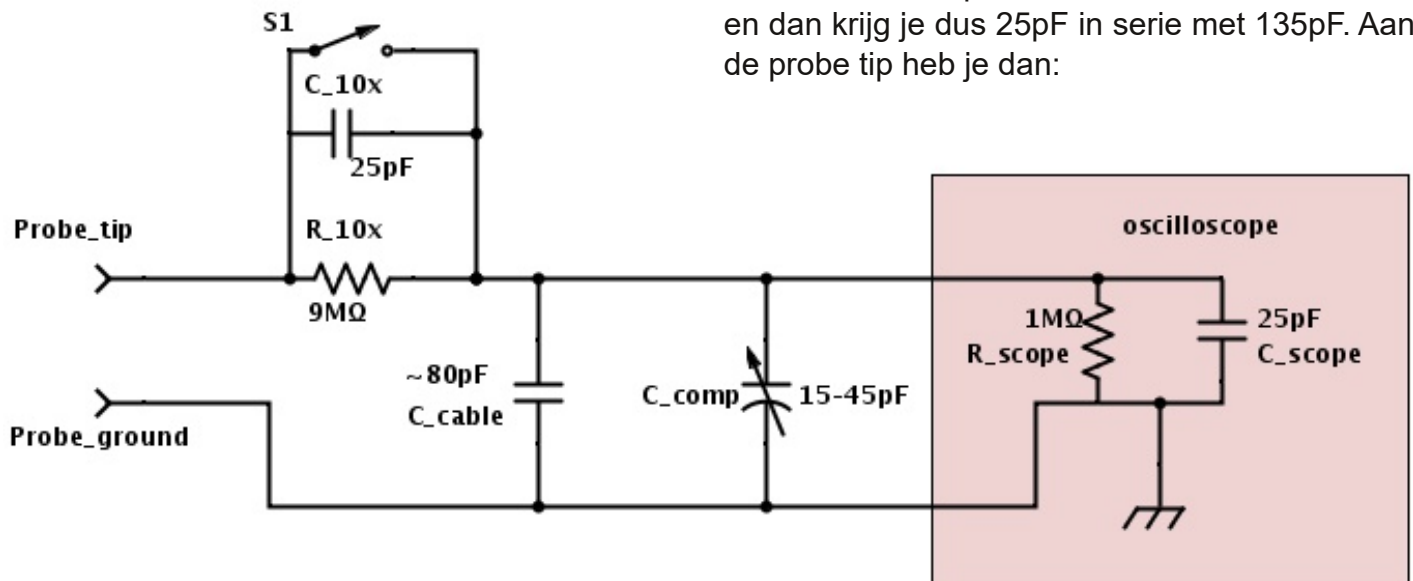 en dan krijg je dus 25pF in serie met 135pF. Aan
de probe tip heb je dan:
S1
C_10x
25pF
Probe_tip
R_10x
9MΩ
oscilloscope
1MΩ
R_scope
25pF
C_scope
~80pF
C_cable
C_comp
15-45pF
Probe_ground